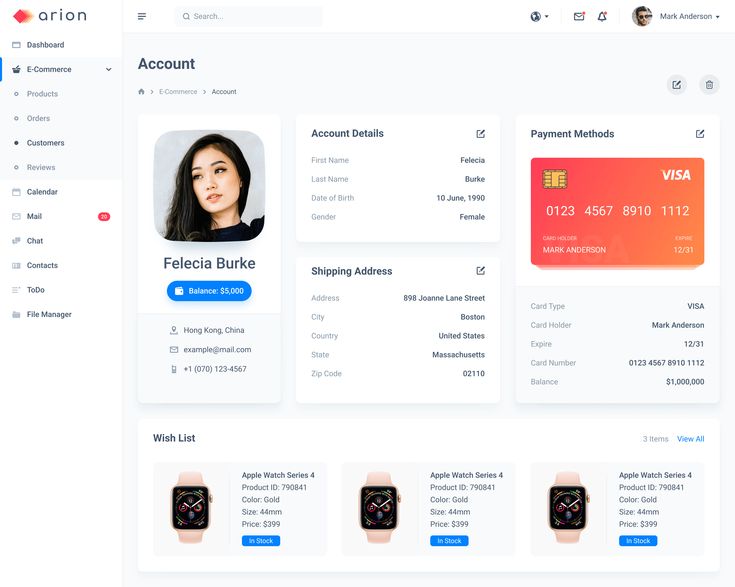 arion
Search...
Mark Anderson
Dashboard
E-Commerce
Products
Orders
Customers
Reviews
Calendar
Mail 20
Chat
Contacts
ToDo
File Manager
Account
E-Commerce Account
Felecia Burke
Balance: $5,000
Hong Kong, China
example@mail.com
+1 (070) 123-4567
Account Details
First Name Felecia
Last Name Burke
Date of Birth 10 June, 1990
Gender Female
Shipping Address
Address 898 Joanne Lane Street
City Boston
Country United States
State Massachusetts
Zip Code 02110
Payment Methods
VISA
0123 4567 8910 1112
CARD HOLDER EXPIRE
MARK ANDERSON 12/31
Card Type VISA
Card Holder Mark Anderson
Expire 12/31
Card Number 0123 4567 8910 1112
Balance $1,000,000
Wish List
3 Items View All
Apple Watch Series 4
Product ID: 790841
Color: Gold
Size: 44mm
Price: $399
In Stock
Apple Watch Series 4
Product ID: 790841
Color: Gold
Size: 44mm
Price: $399
In Stock
Apple Watch Series 4
Product ID: 790841
Color: Gold
Size: 44mm
Price: $399
In Stock